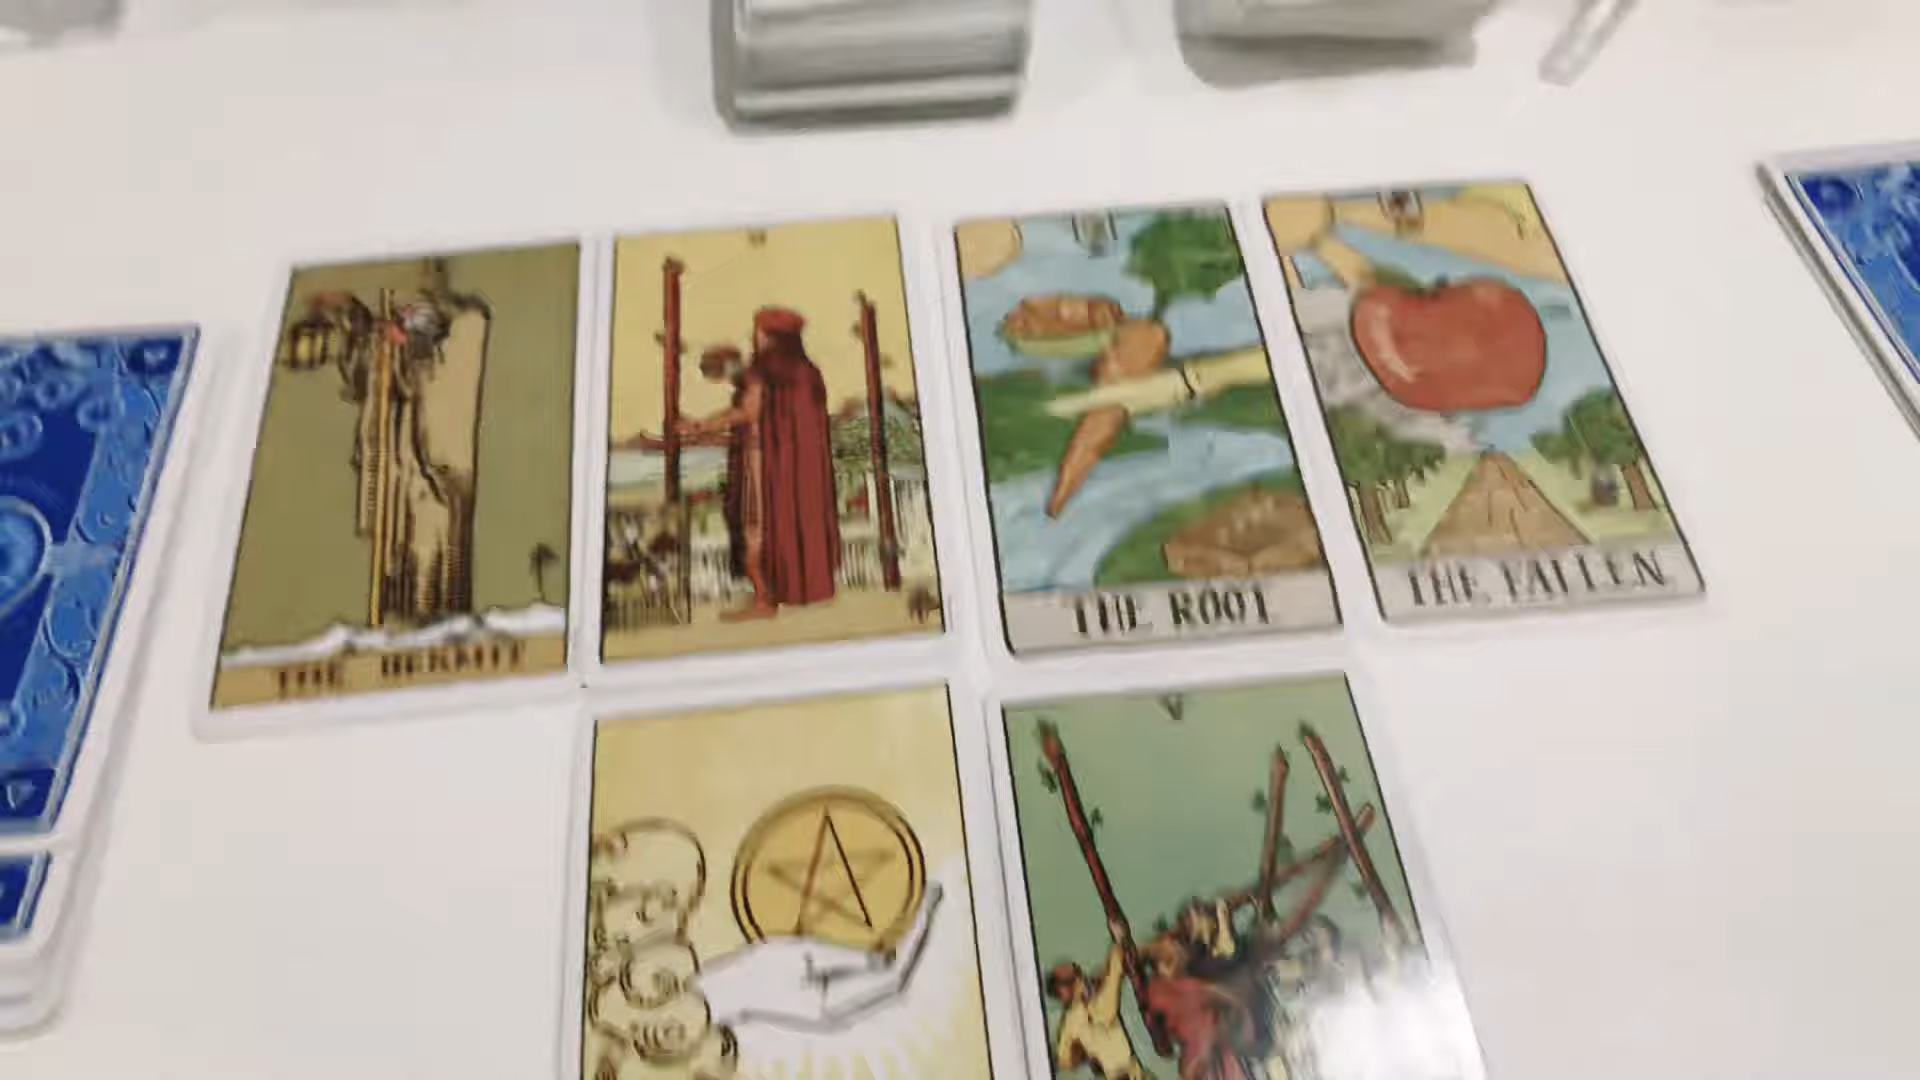 THE HERMIT
THE ROOT
THE FALLEN
V